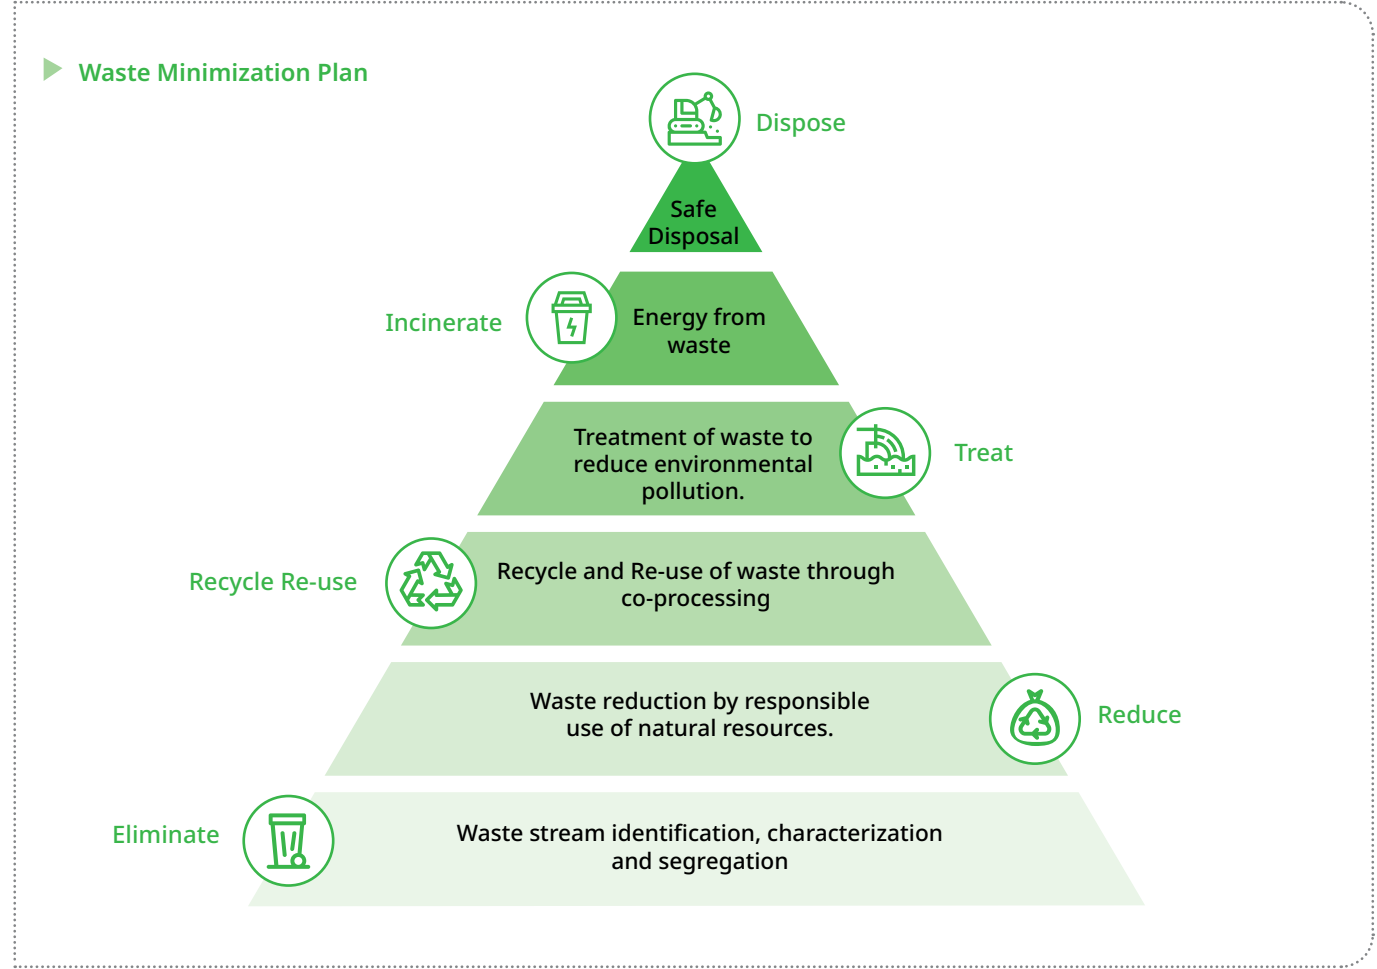 Waste Minimization Plan
Dispose
Safe
Disposal
Incinerate
Energy from
waste
Treatment of waste to
reduce environmental
pollution.
Treat
Recycle Re-use
Recycle and Re-use of waste through
co-processing
Waste reduction by responsible
use of natural resources.
Reduce
Eliminate
Waste stream identification, characterization
and segregation